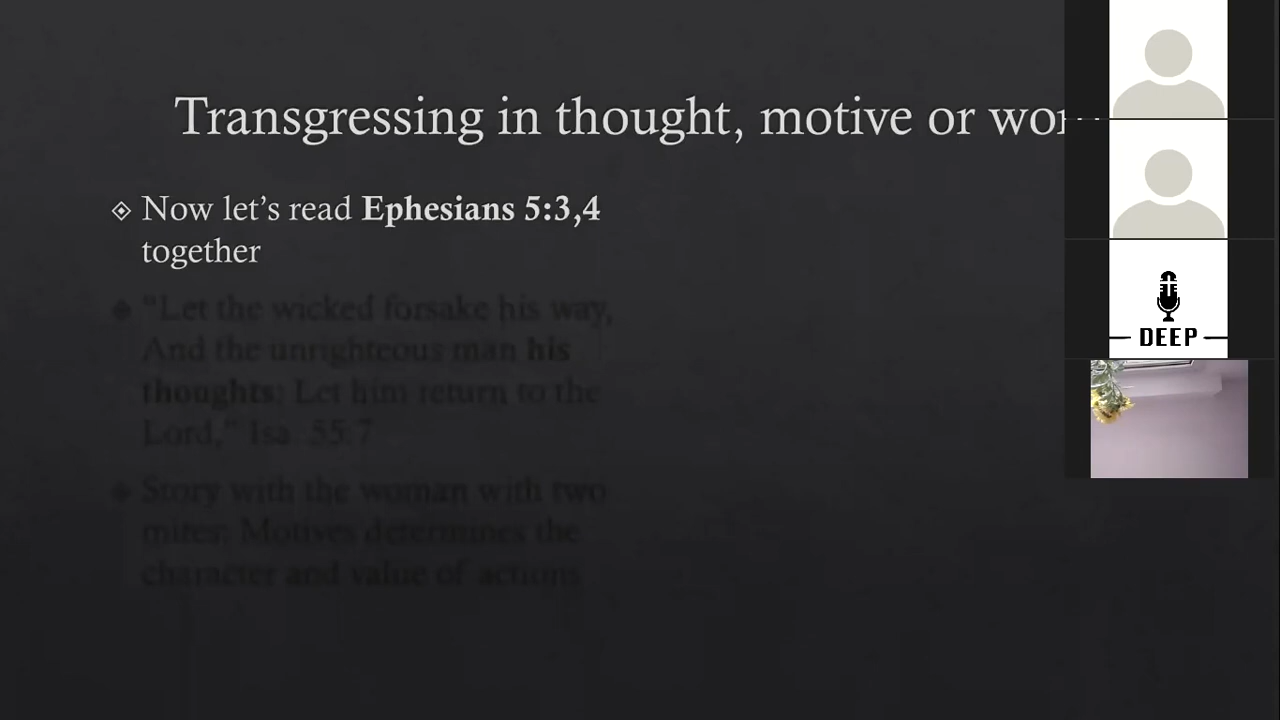 Transgressing in thought, motive or wor
Now let's read Ephesians 5:3,4
together
"Let the wicked forsake his way,
And the unrighteous man his
thoughts: Let him return to the
Lord," Isa. 55:7
Story with the woman with two
mites: Motives determines the
character and value of actions
DEEP